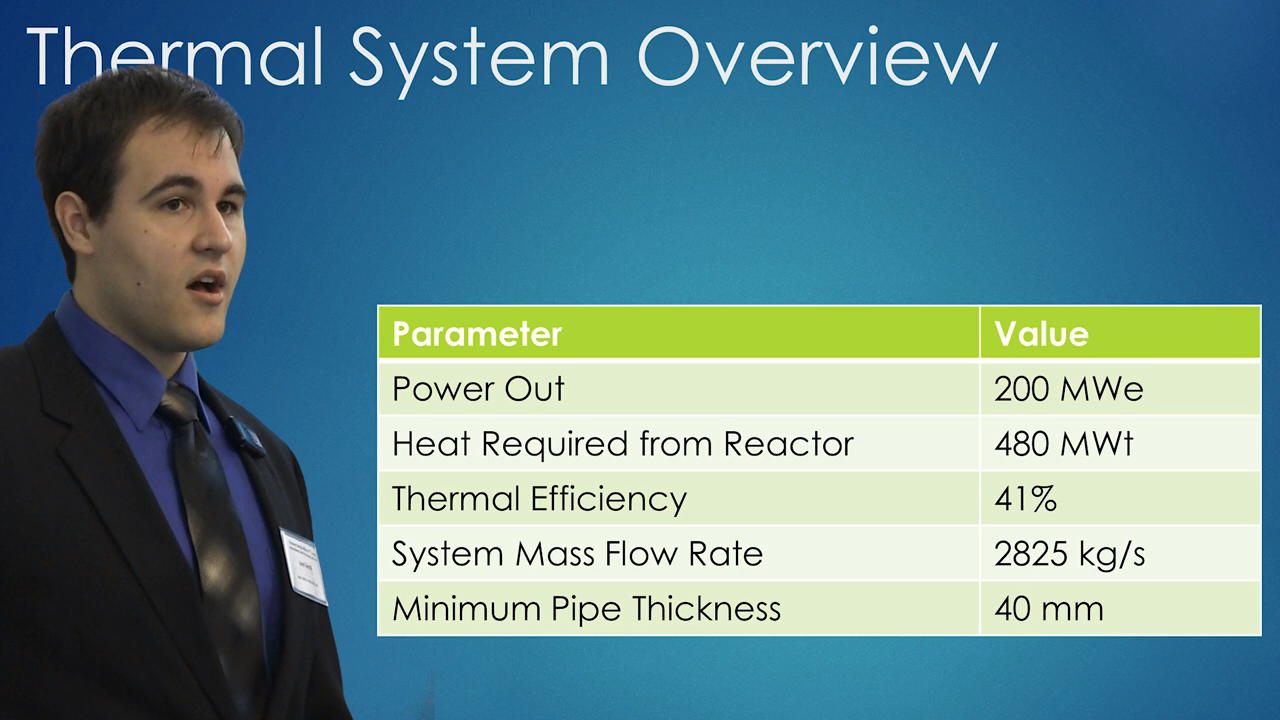 Thermal System Overview
Parameter Value
Power Out 200 MWe
Heat Required from Reactor 480 MWt
Thermal Efficiency 41%
System Mass Flow Rate 2825 kg/s
Minimum Pipe Thickness 40 mm